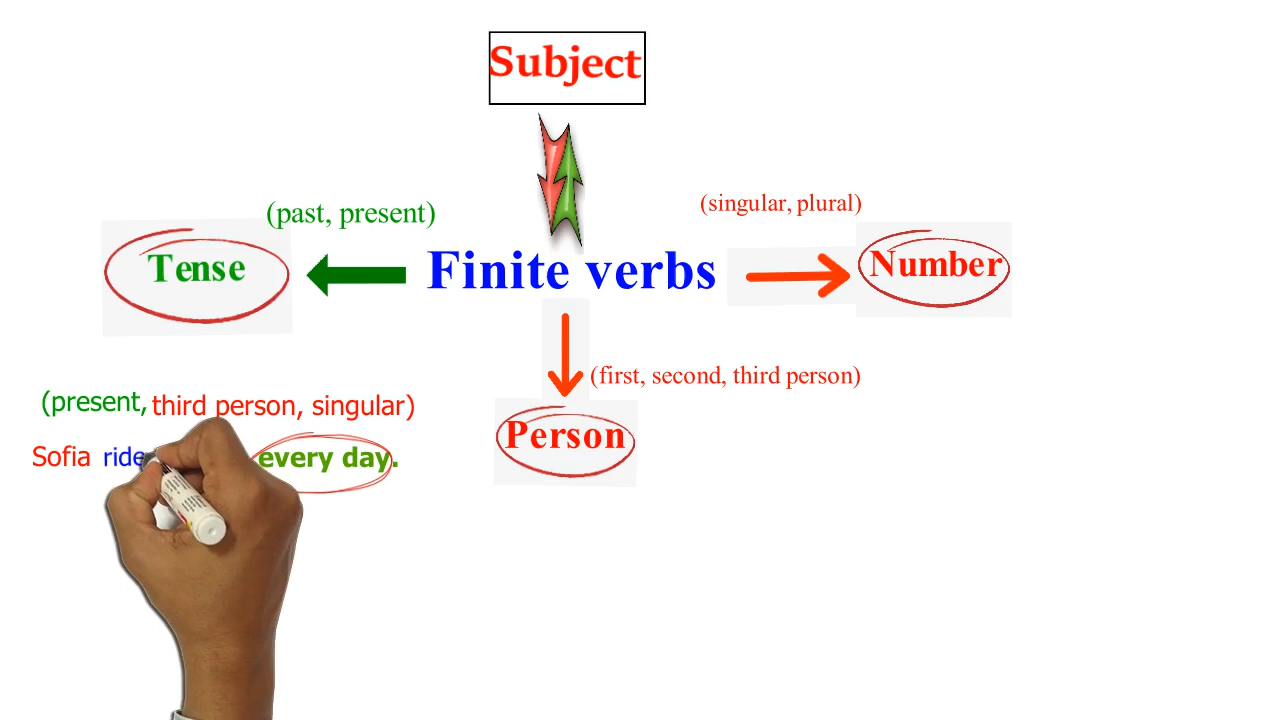 Subject
(past, present)
(singular, plural)
Tense
Finite verbs
Number
(first, second, third person)
(present, third person, singular)
Person
Sofia ride every day.